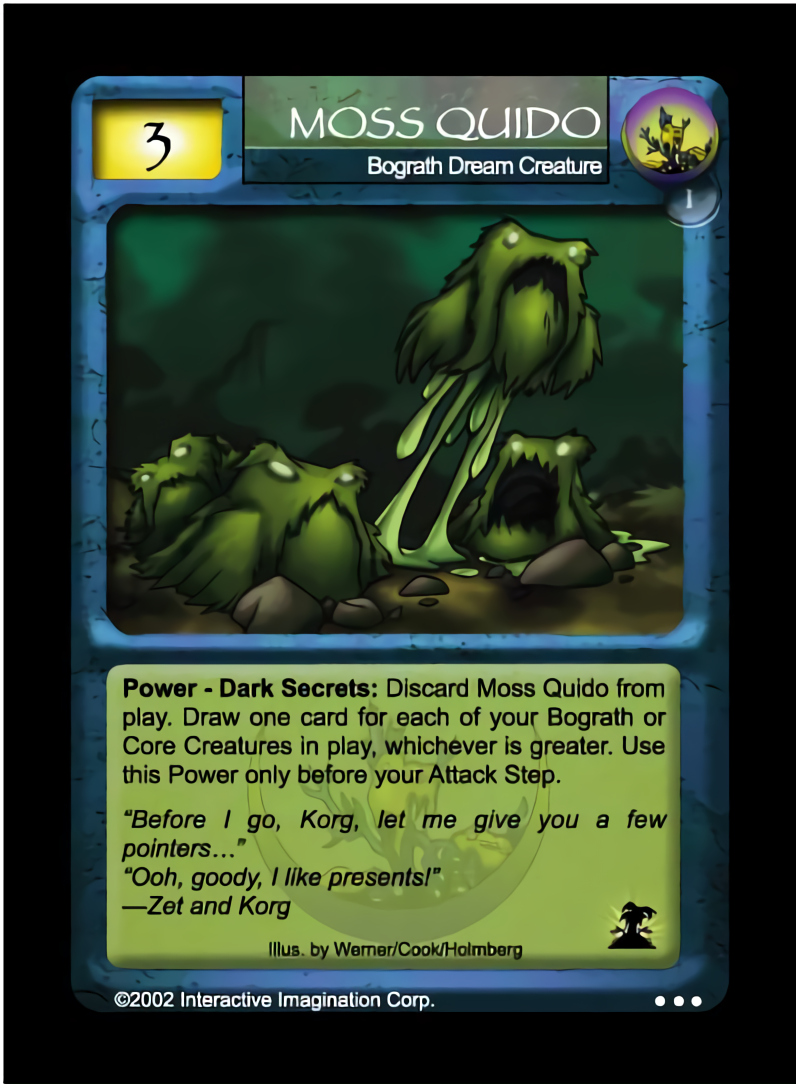 3
MOSS QUIDO
Bograth Dream Creature
1
Power - Dark Secrets: Discard Moss Quido from
play. Draw one card for each of your Bograth or
Core Creatures in play, whichever is greater. Use
this Power only before your Attack Step.
“Before I go, Korg, let me give you a few
pointers…”
“Ooh, goody, I like presents!”
—Zet and Korg
Illus. by Werner/Cook/Holmberg
©2002 Interactive Imagination Corp.